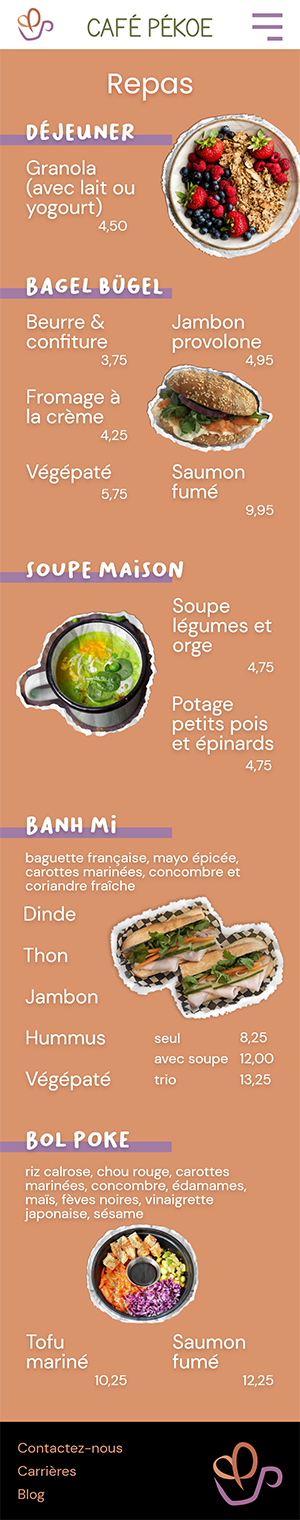 CAFÉ PÉKOE
Repas
DÉJEUNER
Granola
(avec lait ou
yogourt)
4,50
BAGEL BÜGEL
Beurre &
confiture
3,75
Jambon
provolone
4,95
Fromage à
la crème
4,25
Végépaté
5,75
Saumon
fumé
9,95
SOUPE MAiSON
Soupe
légumes et
orge
4,75
Potage
petits pois
et épinards
4,75
BANH Mi
baguette française, mayo épicée,
carottes marinées, concombre et
coriandre fraîche
Dinde
Thon
Jambon
Hummus
Végépaté
seul 8,25
avec soupe 12,00
trio 13,25
BOL POKE
riz calrose, chou rouge, carottes
marinées, concombre, édamames,
maïs, fèves noires, vinaigrette
japonaise, sésame
Tofu
mariné
10,25
Saumon
fumé
12,25
Contactez-nous
Carrières
Blog